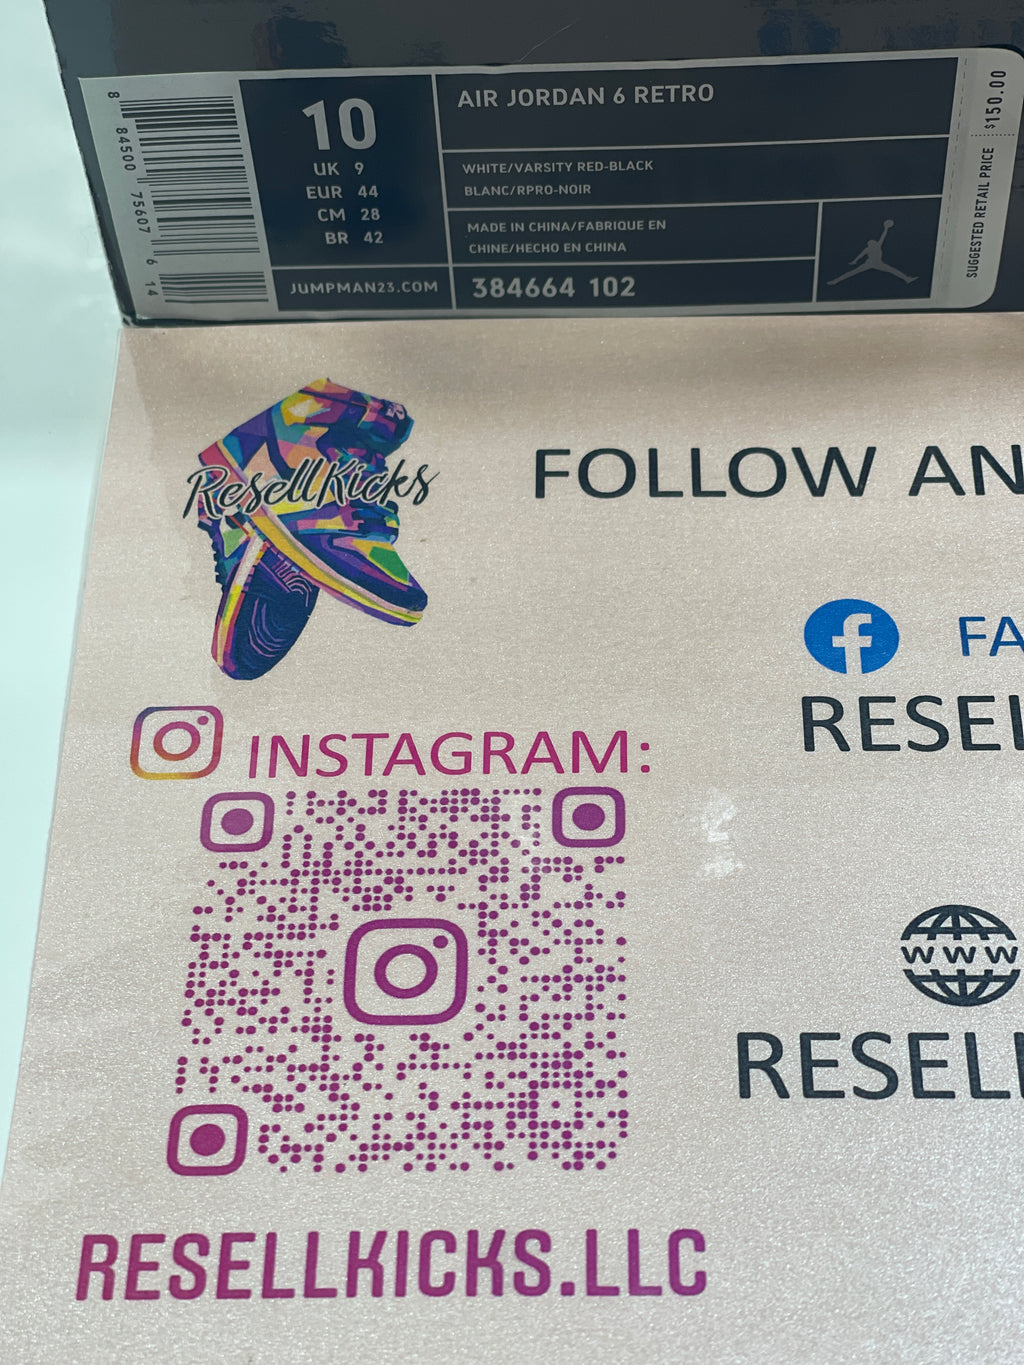 8 84500 75607 6 14
10
UK 9
EUR 44
CM 28
BR 42
JUMPMAN23.COM
AIR JORDAN 6 RETRO
WHITE/VARSITY RED-BLACK
BLANC/RPRO-NOIR
MADE IN CHINA/FABRIQUE EN
CHINE/HECHO EN CHINA
384664 102
SUGGESTED RETAIL PRICE $150.00
ResellKicks
FOLLOW AN
f FA
RESEL
INSTAGRAM:
WWW
RESELL
RESELLKICKS.LLC